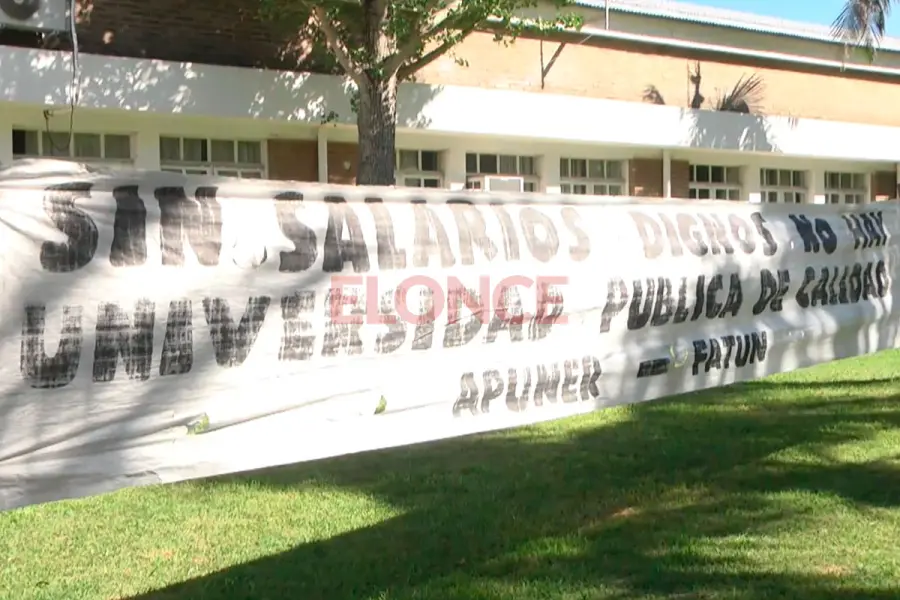 SIN SALARIOS DIGNOS NO HAY
UNIVERSIDAD PUBLICA DE CALIDAD
ELONCE
APUNER — FATUN